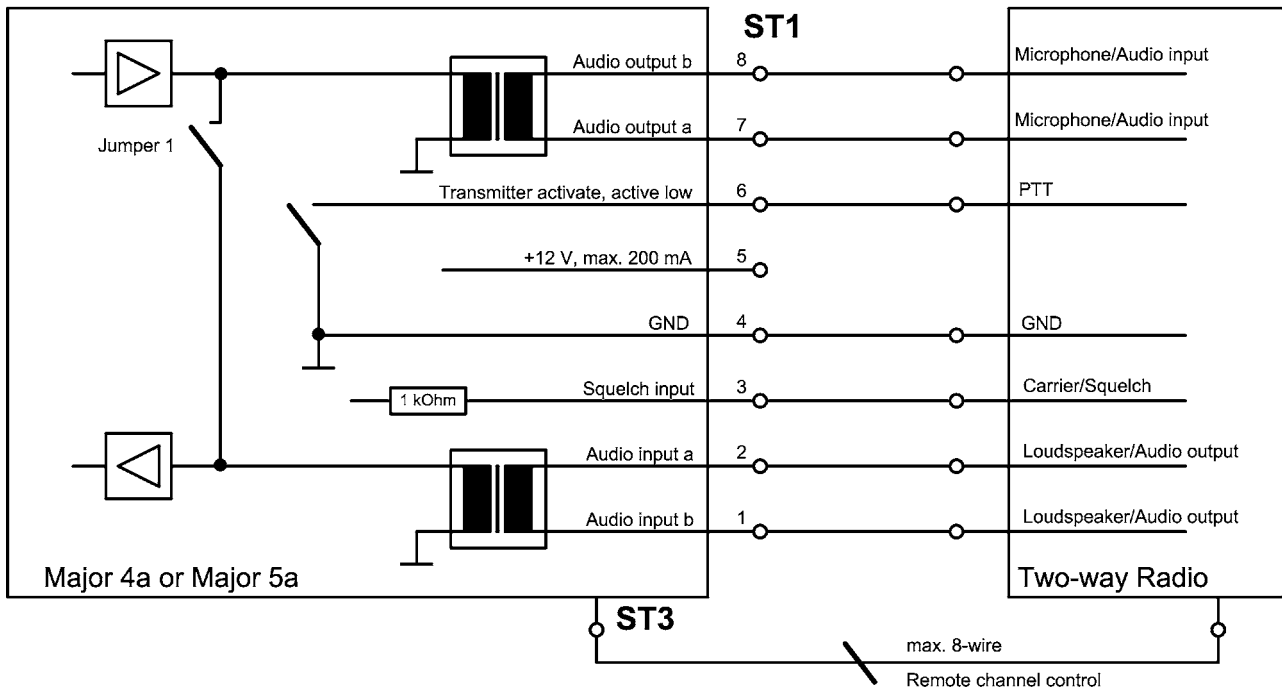 ST1
Audio output b
8
Microphone/Audio input
Jumper 1
Audio output a
7
Microphone/Audio input
Transmitter activate, active low
6
PTT
+12 V, max. 200 mA
5
GND
4
GND
1 kOhm
Squelch input
3
Carrier/Squelch
Audio input a
2
Loudspeaker/Audio output
Audio input b
1
Loudspeaker/Audio output
Major 4a or Major 5a
Two-way Radio
ST3
max. 8-wire
Remote channel control